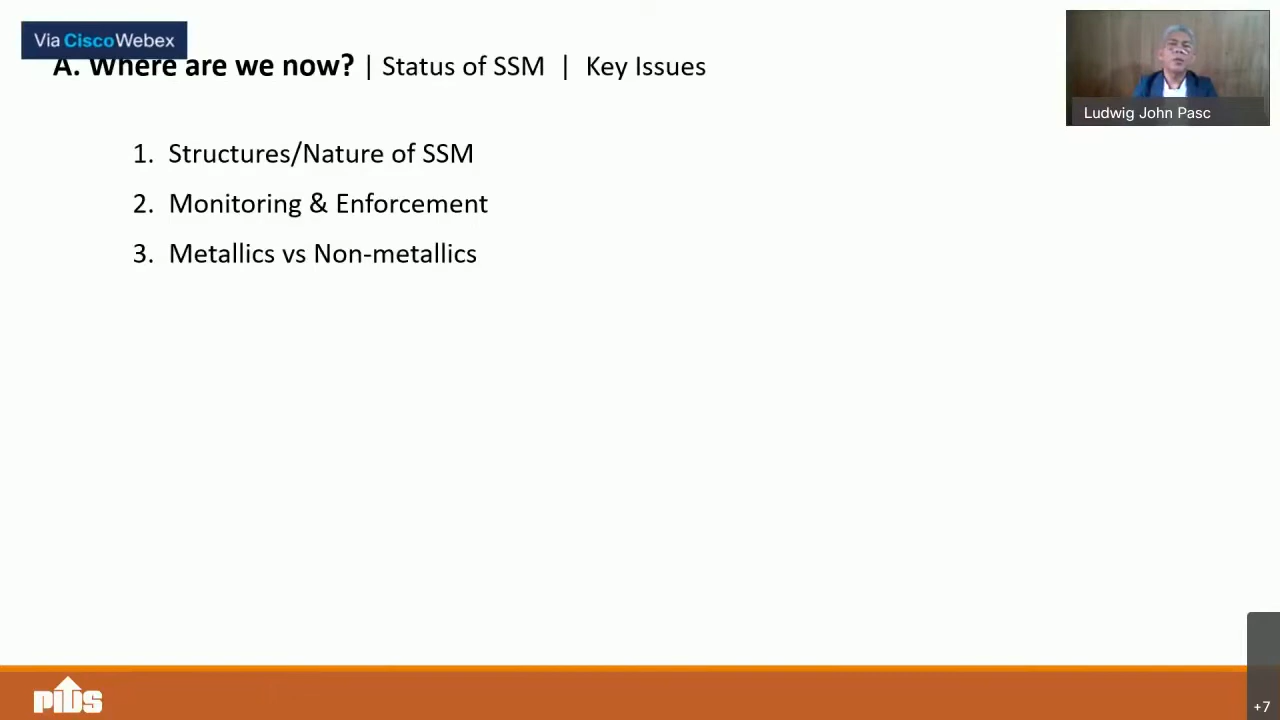 Via CiscoWebex
A. Where are we now? | Status of SSM | Key Issues
Ludwig John Pasc
1. Structures/Nature of SSM
2. Monitoring & Enforcement
3. Metallics vs Non-metallics
PIDS
+7